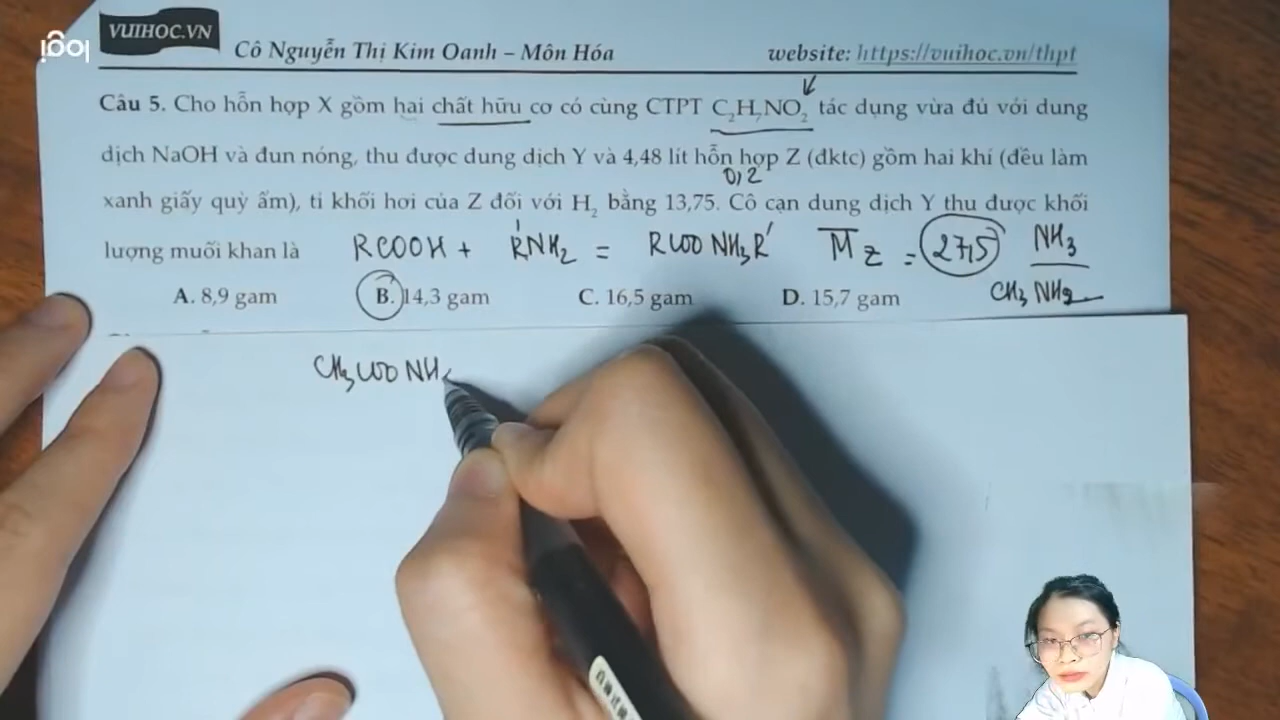 logi
VUIHOC.VN
Cô Nguyễn Thị Kim Oanh – Môn Hóa website: https://vuihoc.vn/thpt
Câu 5. Cho hỗn hợp X gồm hai chất hữu cơ có cùng CTPT C₂H₇NO₂ tác dụng vừa đủ với dung
dịch NaOH và đun nóng, thu được dung dịch Y và 4,48 lít hỗn hợp Z (đktc) gồm hai khí (đều làm
0,2
xanh giấy quỳ ẩm), tỉ khối hơi của Z đối với H₂ bằng 13,75. Cô cạn dung dịch Y thu được khối
lượng muối khan là RCOOH + R'NH₂ = RCOONH₃R' M̅_Z = 27,5 NH₃
CH₃NH₂
A. 8,9 gam B. 14,3 gam C. 16,5 gam D. 15,7 gam
CH₃COONH